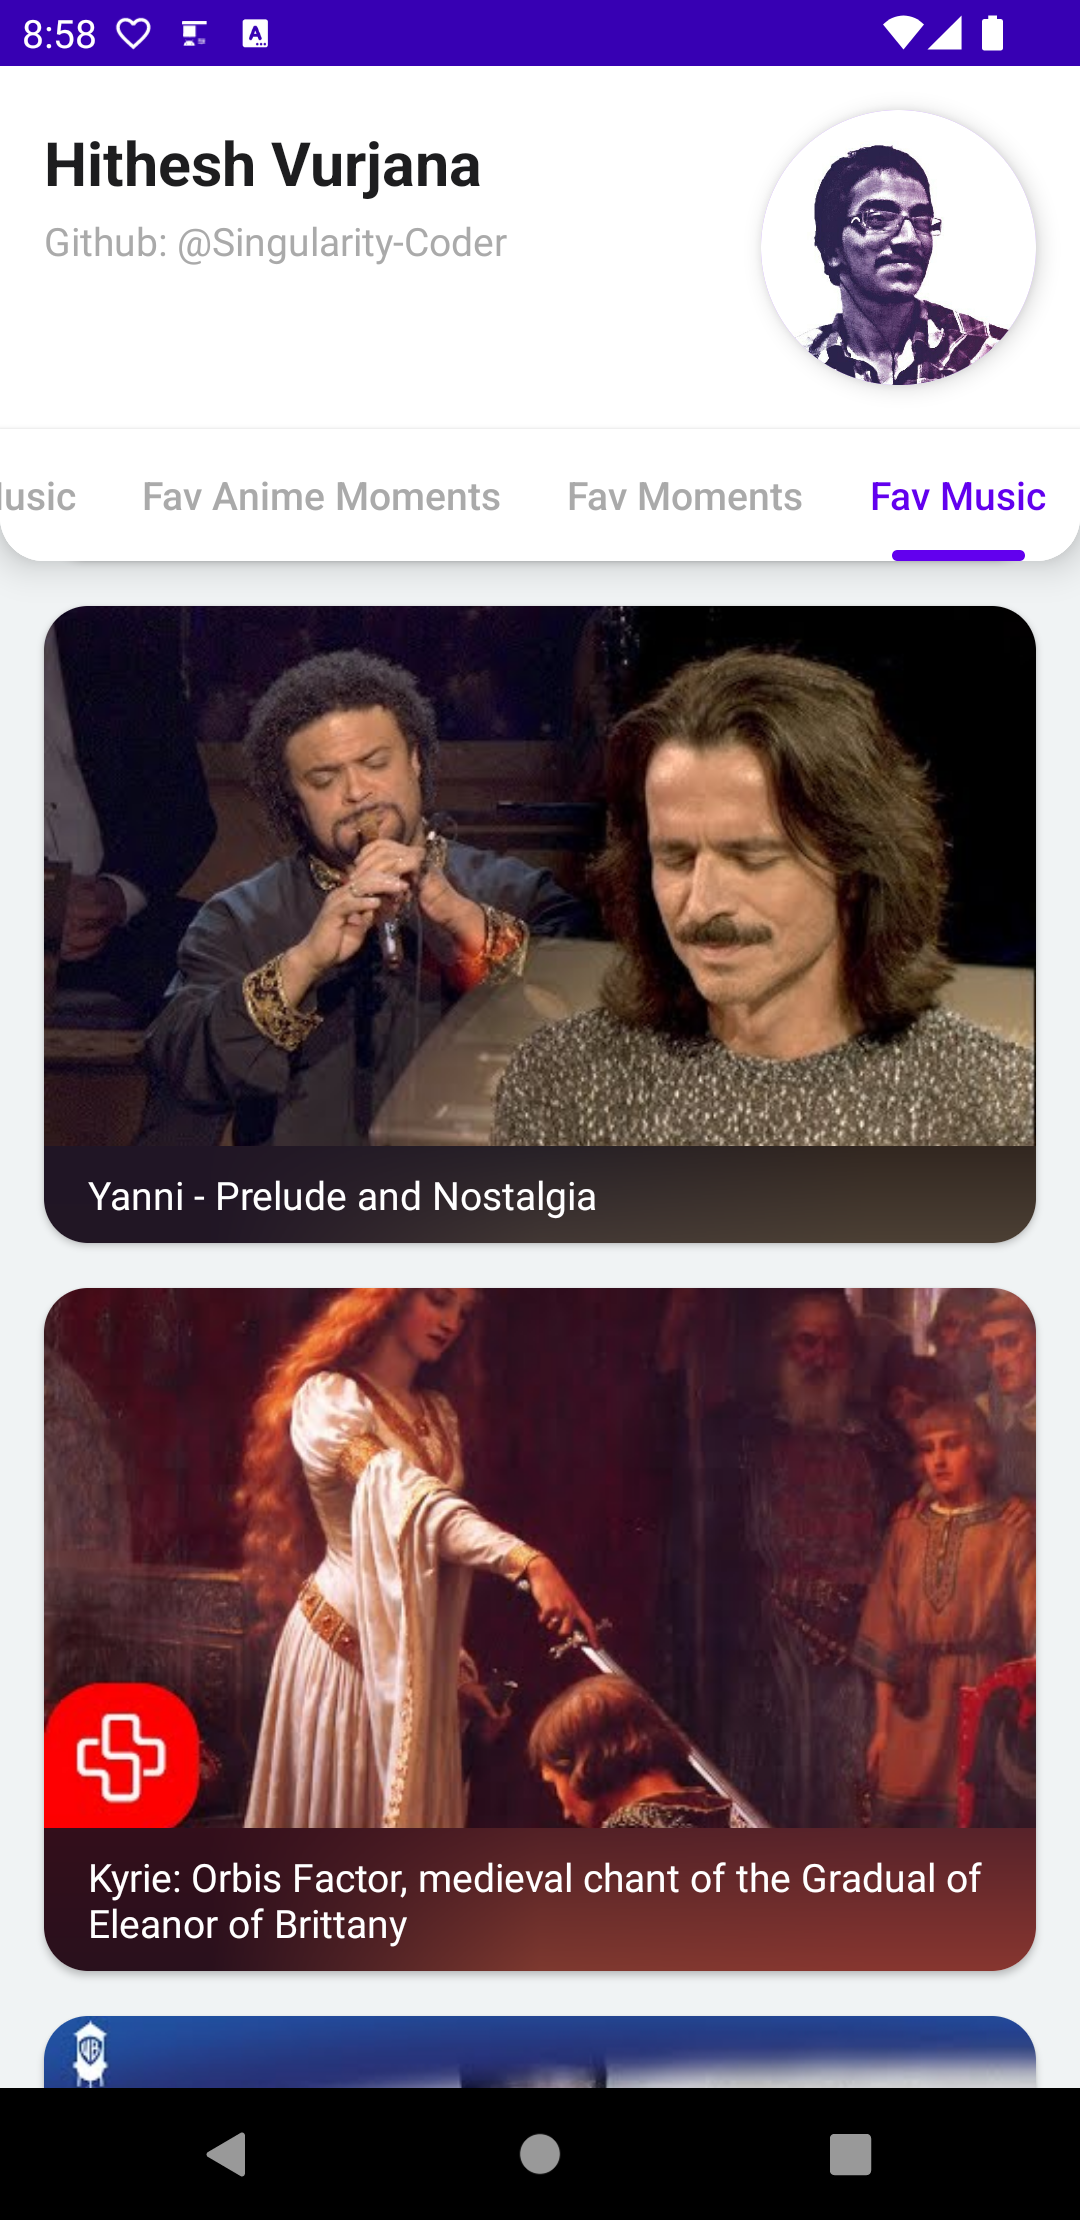 8:58
Hithesh Vurjana
Github: @Singularity-Coder
usic
Fav Anime Moments
Fav Moments
Fav Music
Yanni - Prelude and Nostalgia
Kyrie: Orbis Factor, medieval chant of the Gradual of
Eleanor of Brittany